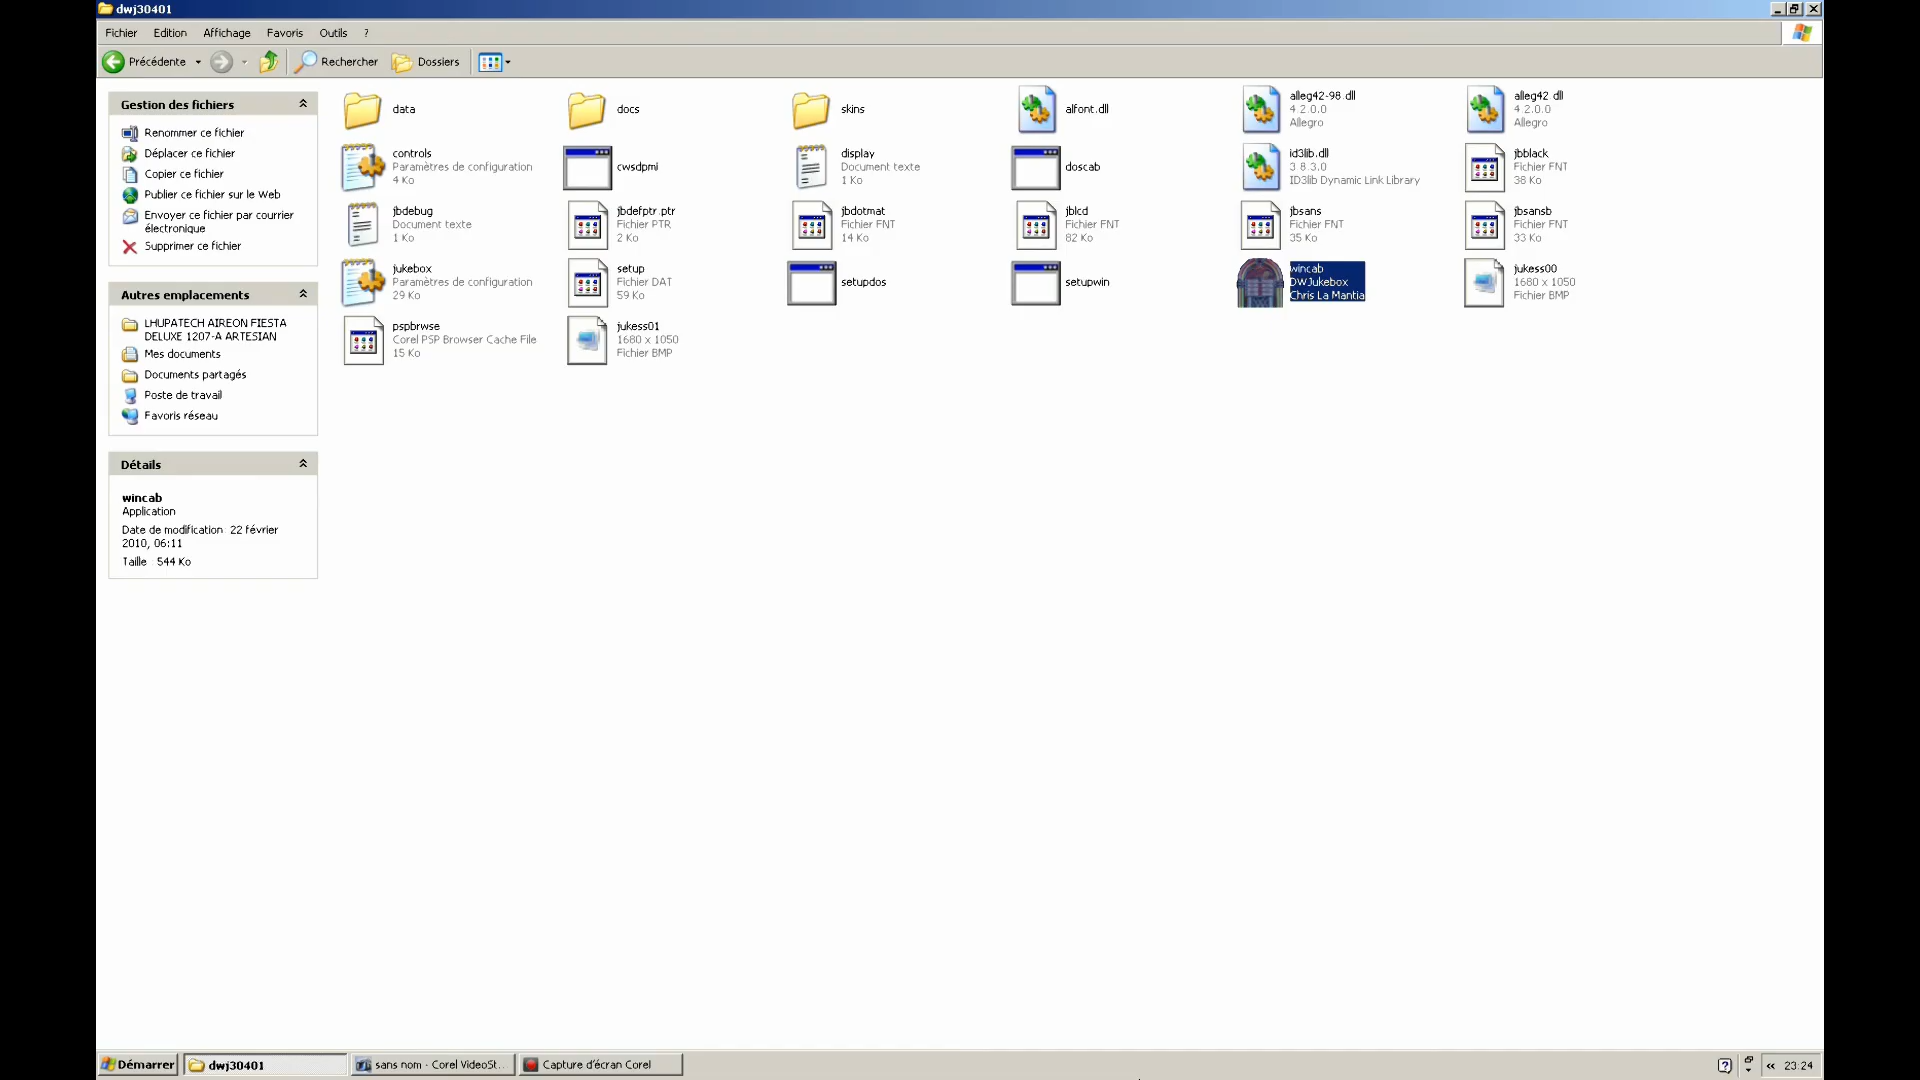 dwj30401
Fichier Edition Affichage Favoris Outils ?
Précédente Rechercher Dossiers
Gestion des fichiers
Renommer ce fichier
Déplacer ce fichier
Copier ce fichier
Publier ce fichier sur le Web
Envoyer ce fichier par courrier
électronique
Supprimer ce fichier
Autres emplacements
LHUPATECH AIREON FIESTA
DELUXE 1207-A ARTESIAN
Mes documents
Documents partagés
Poste de travail
Favoris réseau
Détails
wincab
Application
Date de modification : 22 février
2010, 06:11
Taille : 544 Ko
data
docs
skins
alfont.dll
alleg42-98.dll
4.2.0.0
Allegro
alleg42.dll
4.2.0.0
Allegro
controls
Paramètres de configuration
4 Ko
cwsdpmi
display
Document texte
1 Ko
doscab
id3lib.dll
3.8.3.0
ID3lib Dynamic Link Library
jbblack
Fichier FNT
38 Ko
jbdebug
Document texte
1 Ko
jbdefptr.ptr
Fichier PTR
2 Ko
jbdotmat
Fichier FNT
14 Ko
jblcd
Fichier FNT
82 Ko
jbsans
Fichier FNT
35 Ko
jbsansb
Fichier FNT
33 Ko
jukebox
Paramètres de configuration
29 Ko
setup
Fichier DAT
59 Ko
setupdos
setupwin
wincab
DWJukebox
Chris La Mantia
jukess00
1680 x 1050
Fichier BMP
pspbrwse
Corel PSP Browser Cache File
15 Ko
jukess01
1680 x 1050
Fichier BMP
Démarrer dwj30401 sans nom - Corel VideoSt... Capture d'écran Corel ? « 23:24